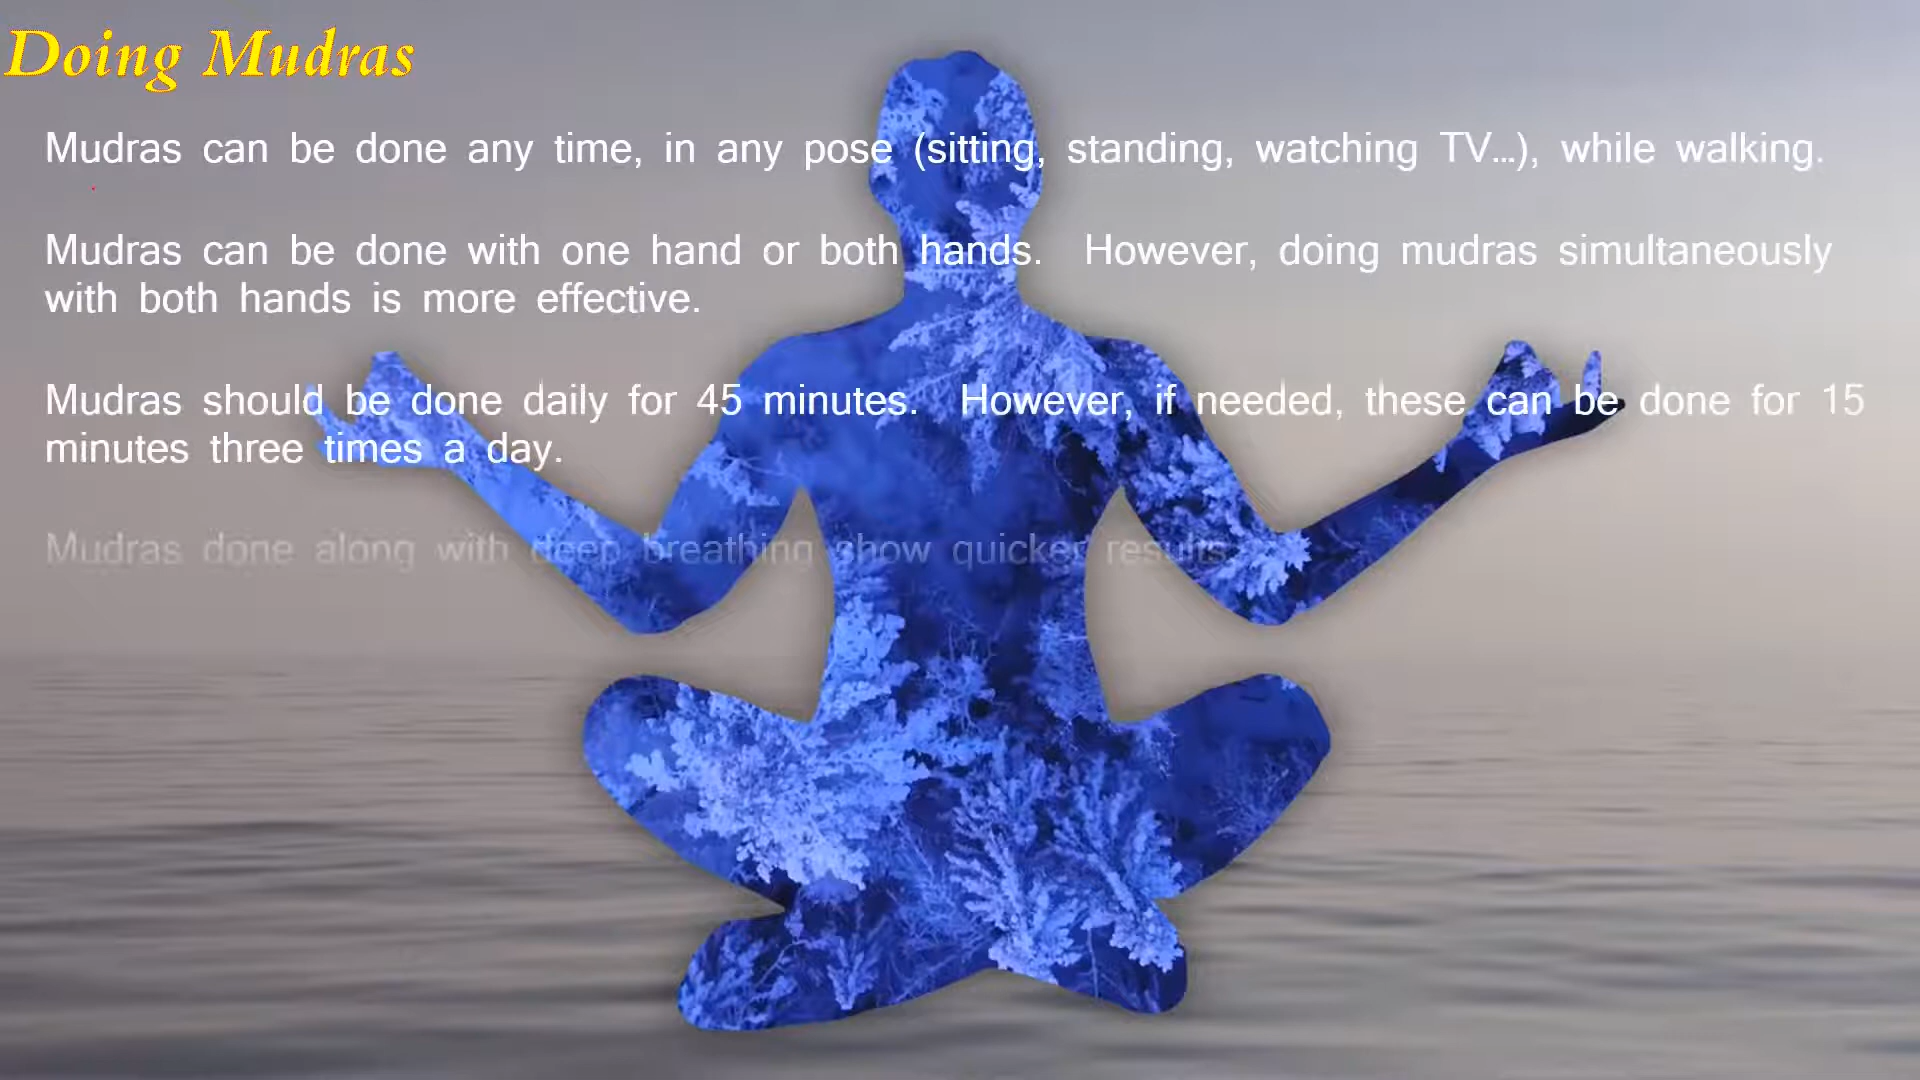 Doing Mudras
Mudras can be done any time, in any pose (sitting, standing, watching TV...), while walking.
Mudras can be done with one hand or both hands. However, doing mudras simultaneously
with both hands is more effective.
Mudras should be done daily for 45 minutes. However, if needed, these can be done for 15
minutes three times a day.
Mudras done along with deep breathing show quicker results.